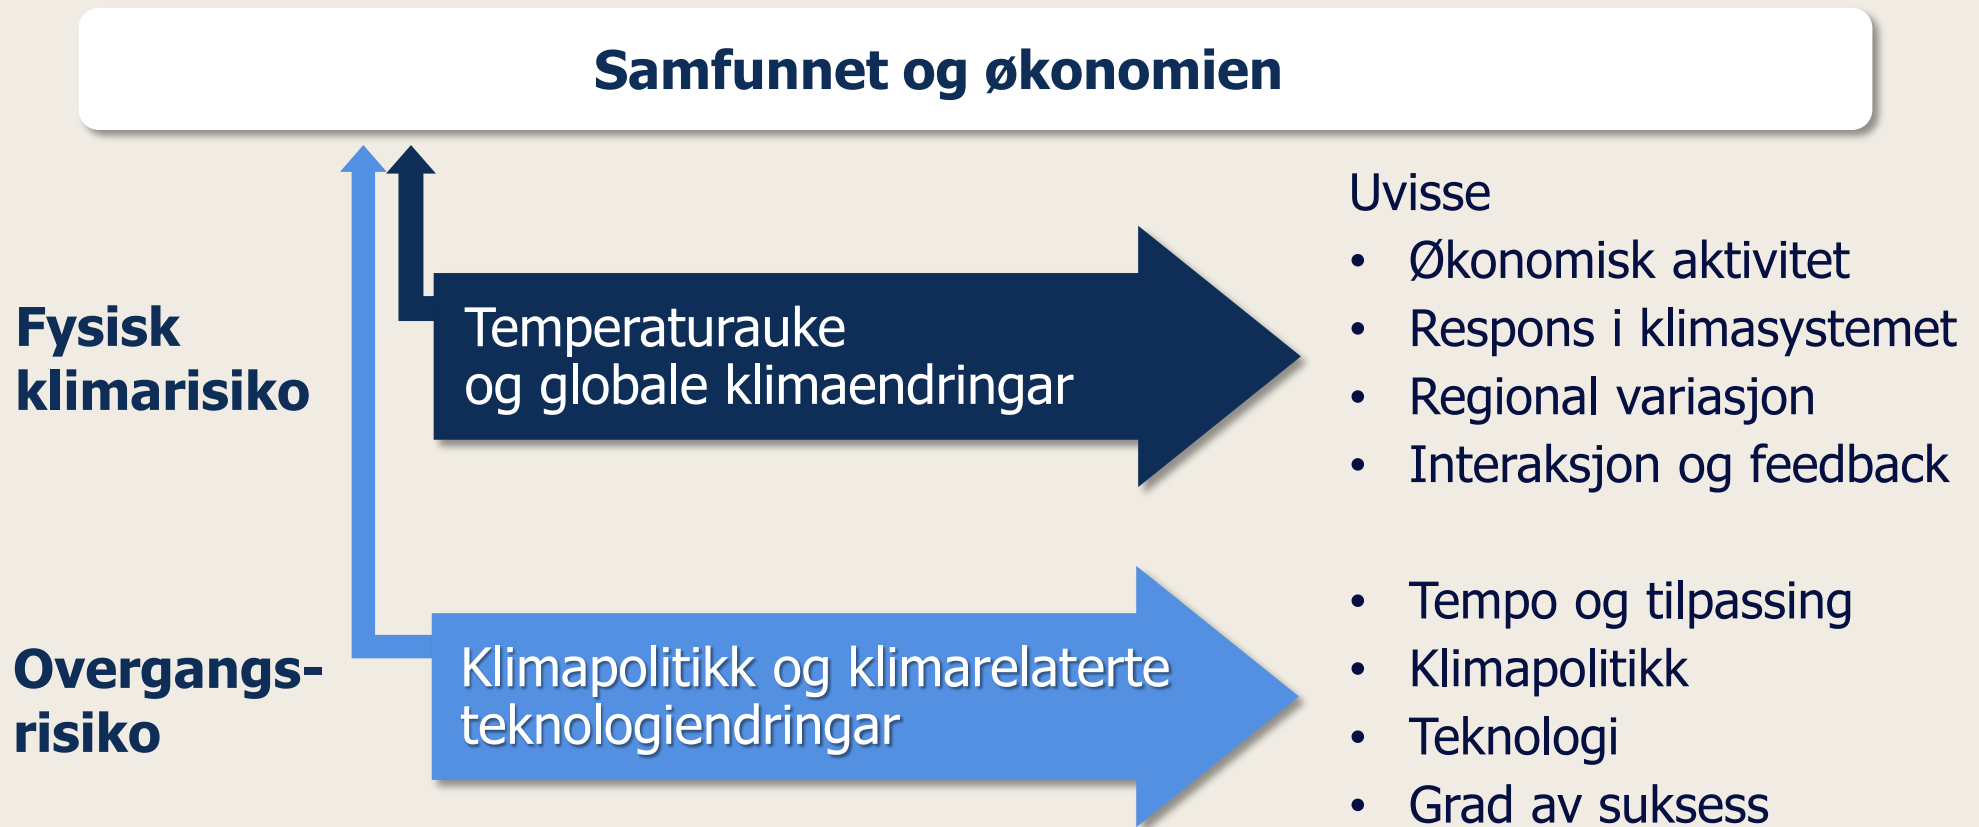 Samfunnet og økonomien
Fysisk
klimarisiko
Temperaturauke
og globale klimaendringar
Uvisse
• Økonomisk aktivitet
• Respons i klimasystemet
• Regional variasjon
• Interaksjon og feedback
Overgangs-
risiko
Klimapolitikk og klimarelaterte
teknologiendringar
• Tempo og tilpassing
• Klimapolitikk
• Teknologi
• Grad av suksess